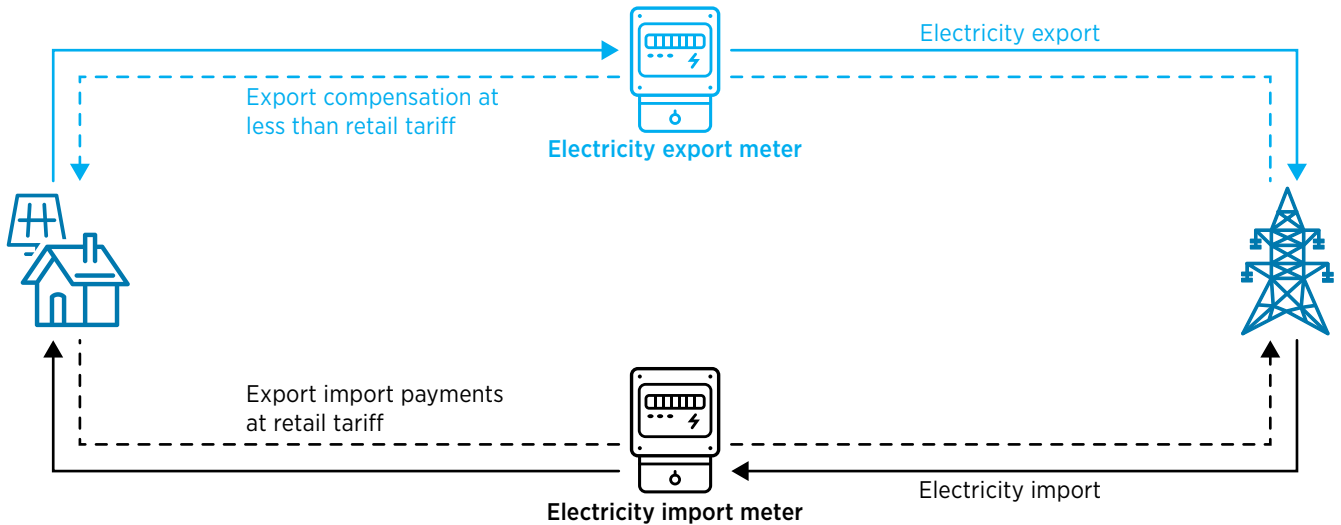 Electricity export
Export compensation at
less than retail tariff
Electricity export meter
Export import payments
at retail tariff
Electricity import
Electricity import meter